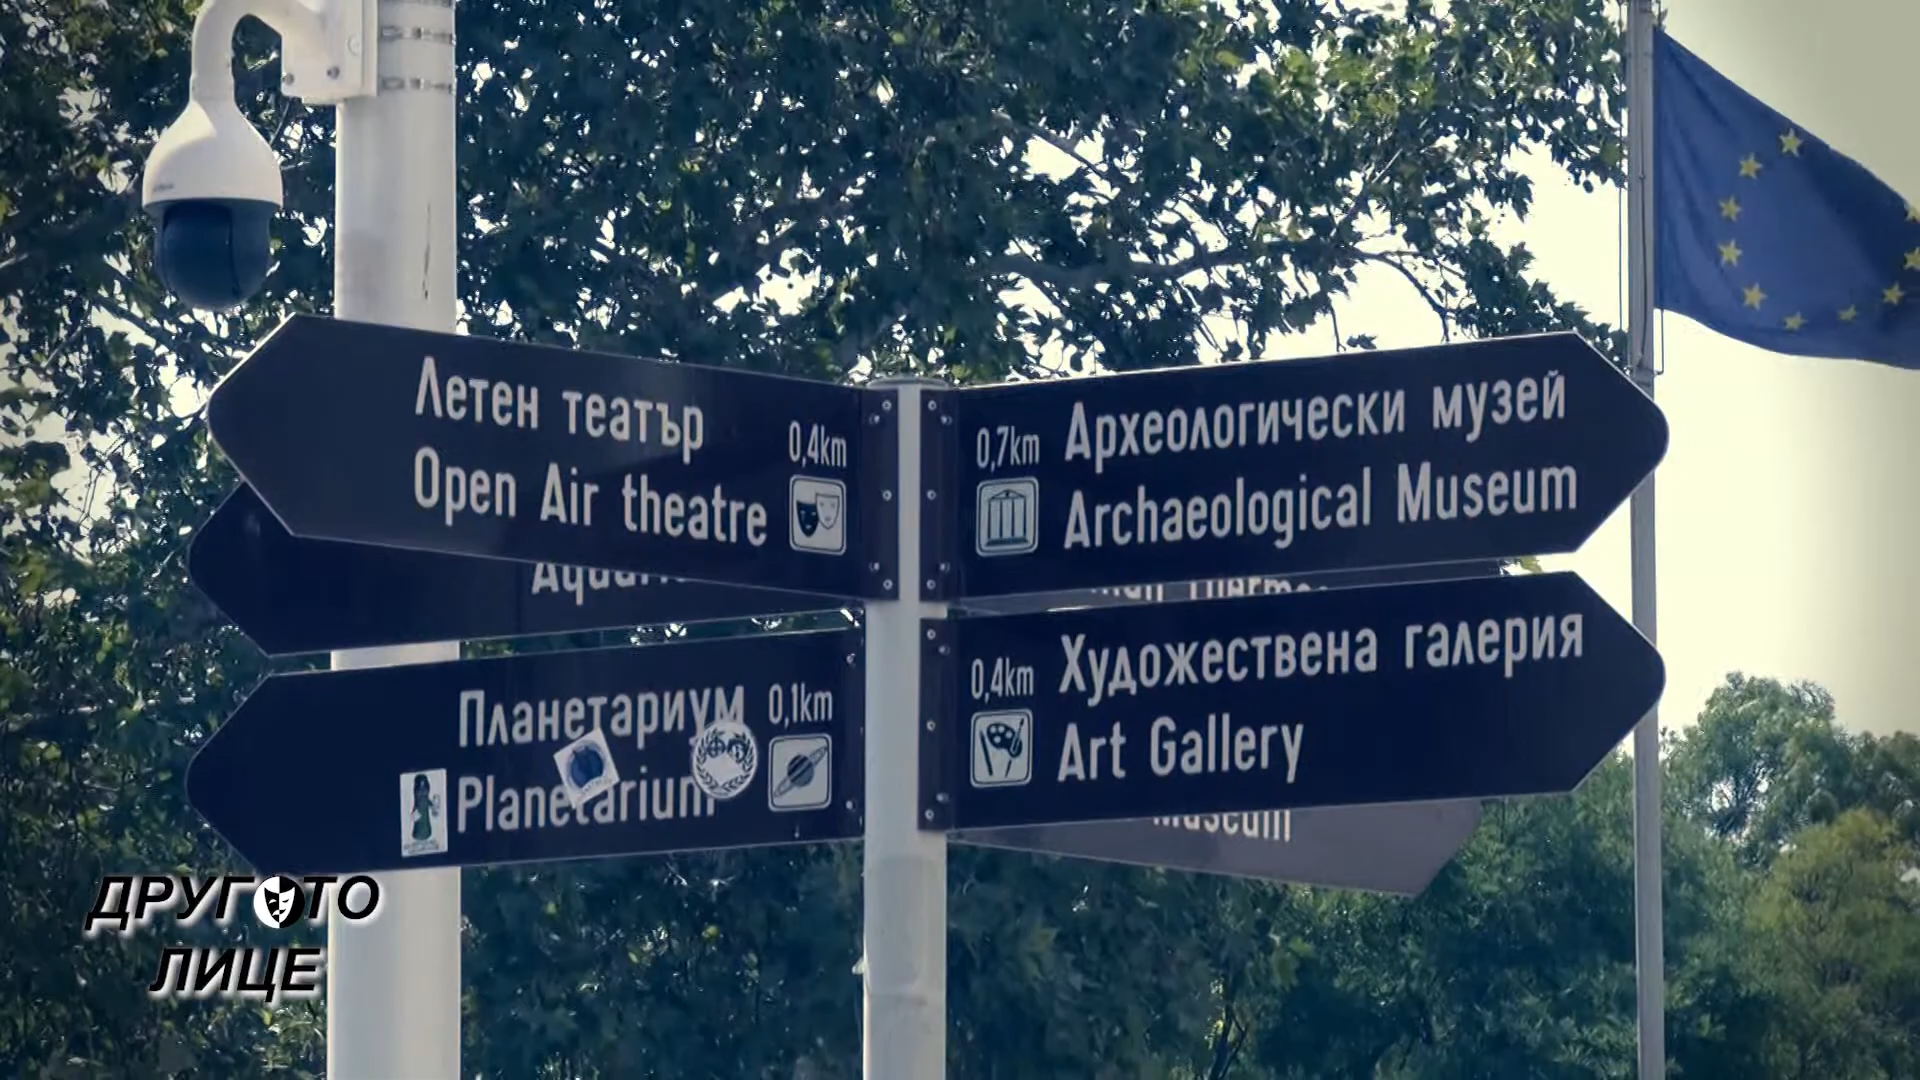 Летен театър
Open Air theatre
0,4km
0,7km
Археологически музей
Archaeological Museum
Планетариум
Planetarium
0,1km
0,4km
Художествена галерия
Art Gallery
Museum
ДРУГОТО
ЛИЦЕ